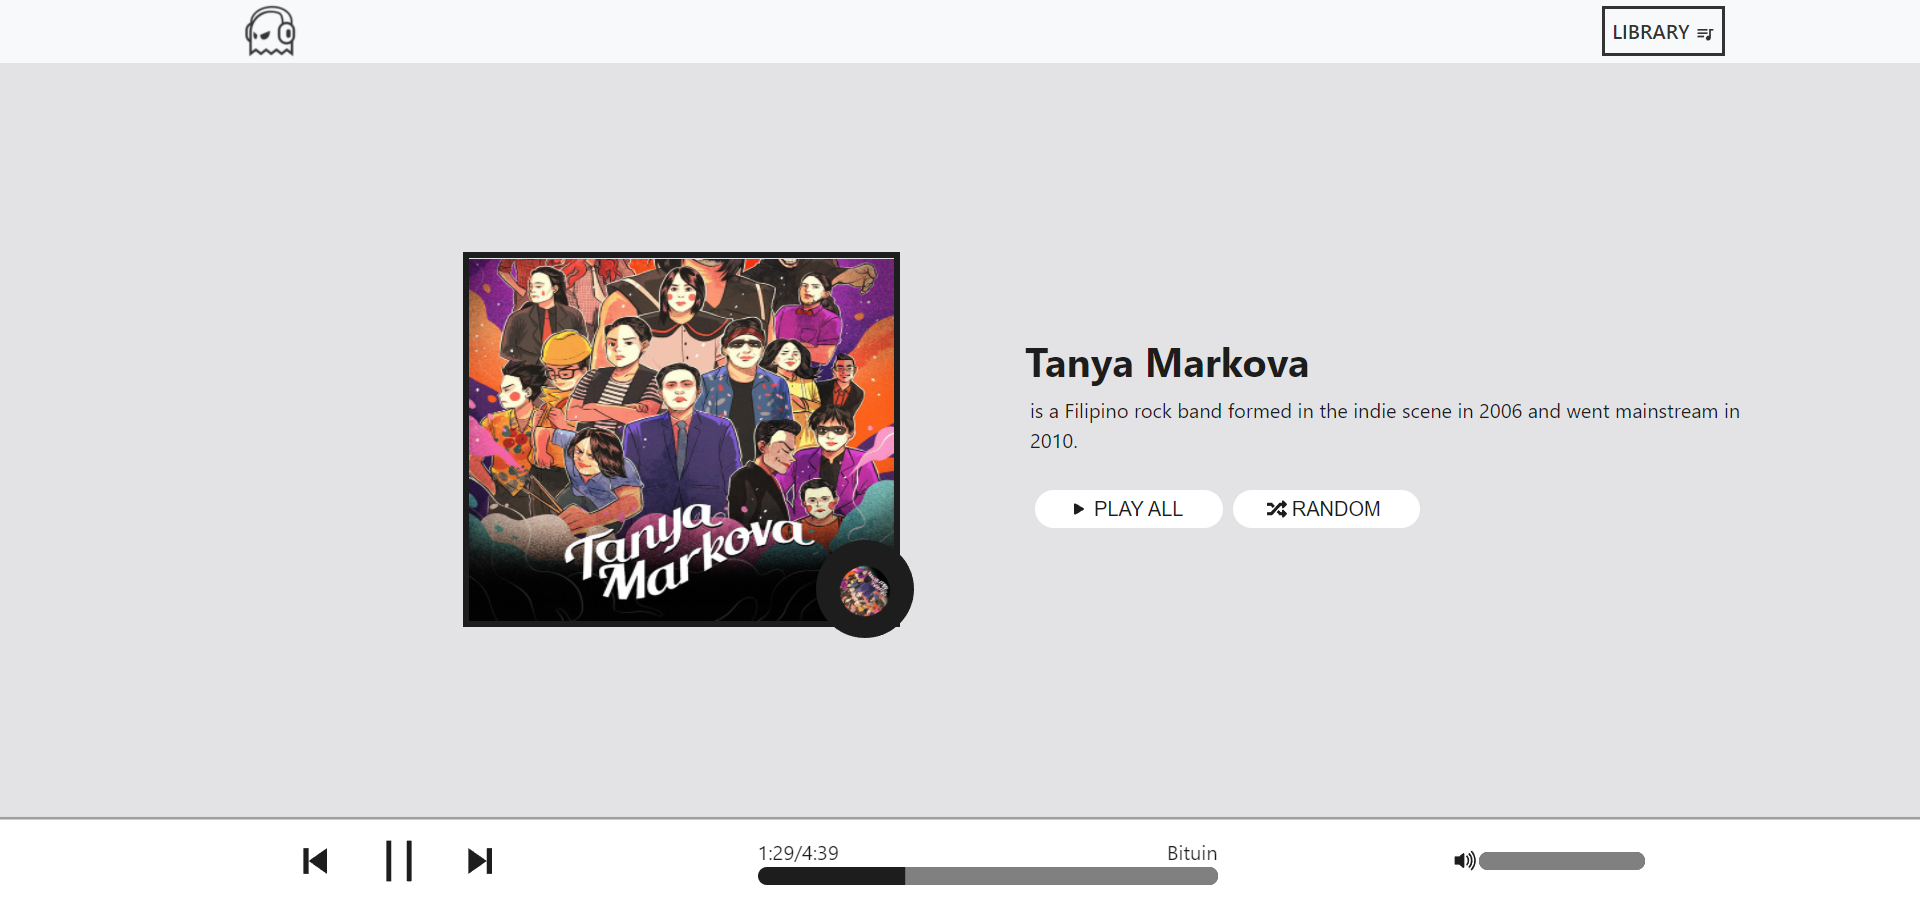 LIBRARY
Tanya
Markova
Tanya Markova
is a Filipino rock band formed in the indie scene in 2006 and went mainstream in
2010.
PLAY ALL
RANDOM
1:29/4:39
Bituin